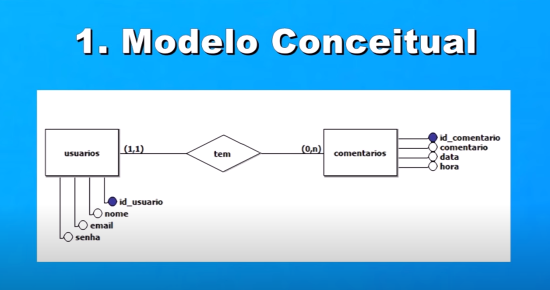 1. Modelo Conceitual
usuarios
(1,1)
tem
(0,n)
comentarios
id_comentario
comentario
data
hora
id_usuario
nome
email
senha